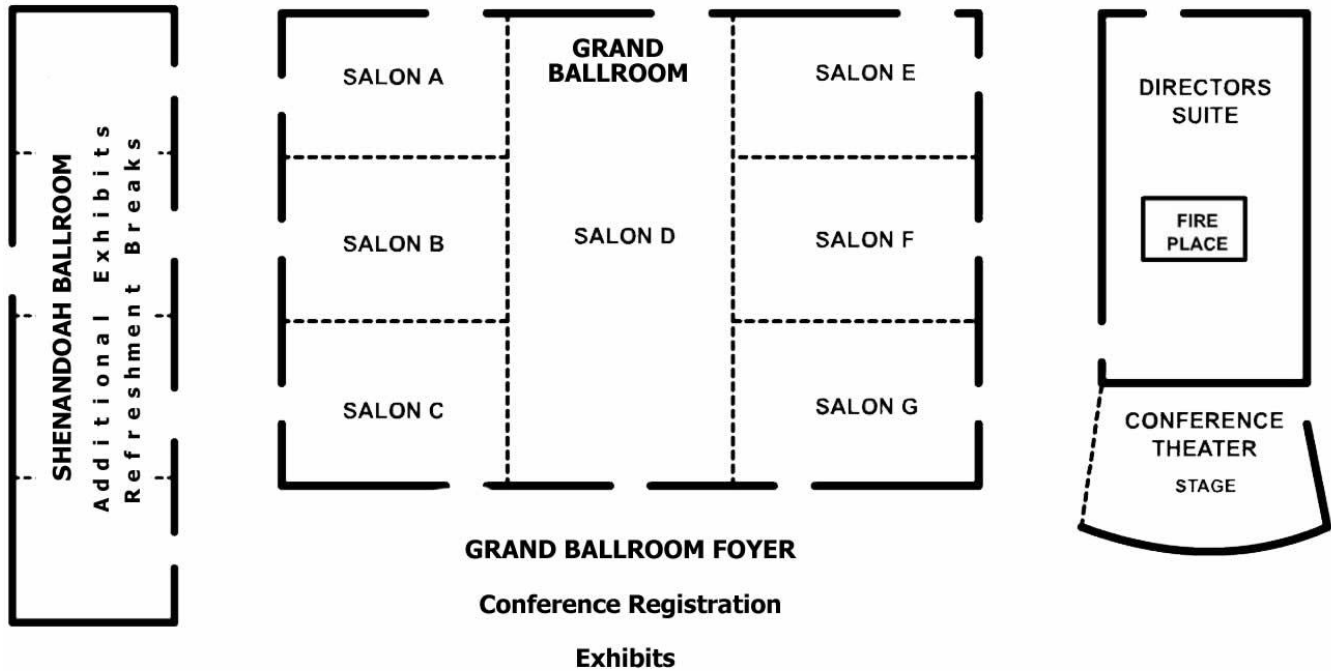 SHENANDOAH BALLROOM
Additional Exhibits
Refreshment Breaks
GRAND
BALLROOM
SALON A
SALON B
SALON C
SALON D
SALON E
SALON F
SALON G
DIRECTORS
SUITE
FIRE
PLACE
CONFERENCE
THEATER
STAGE
GRAND BALLROOM FOYER
Conference Registration
Exhibits